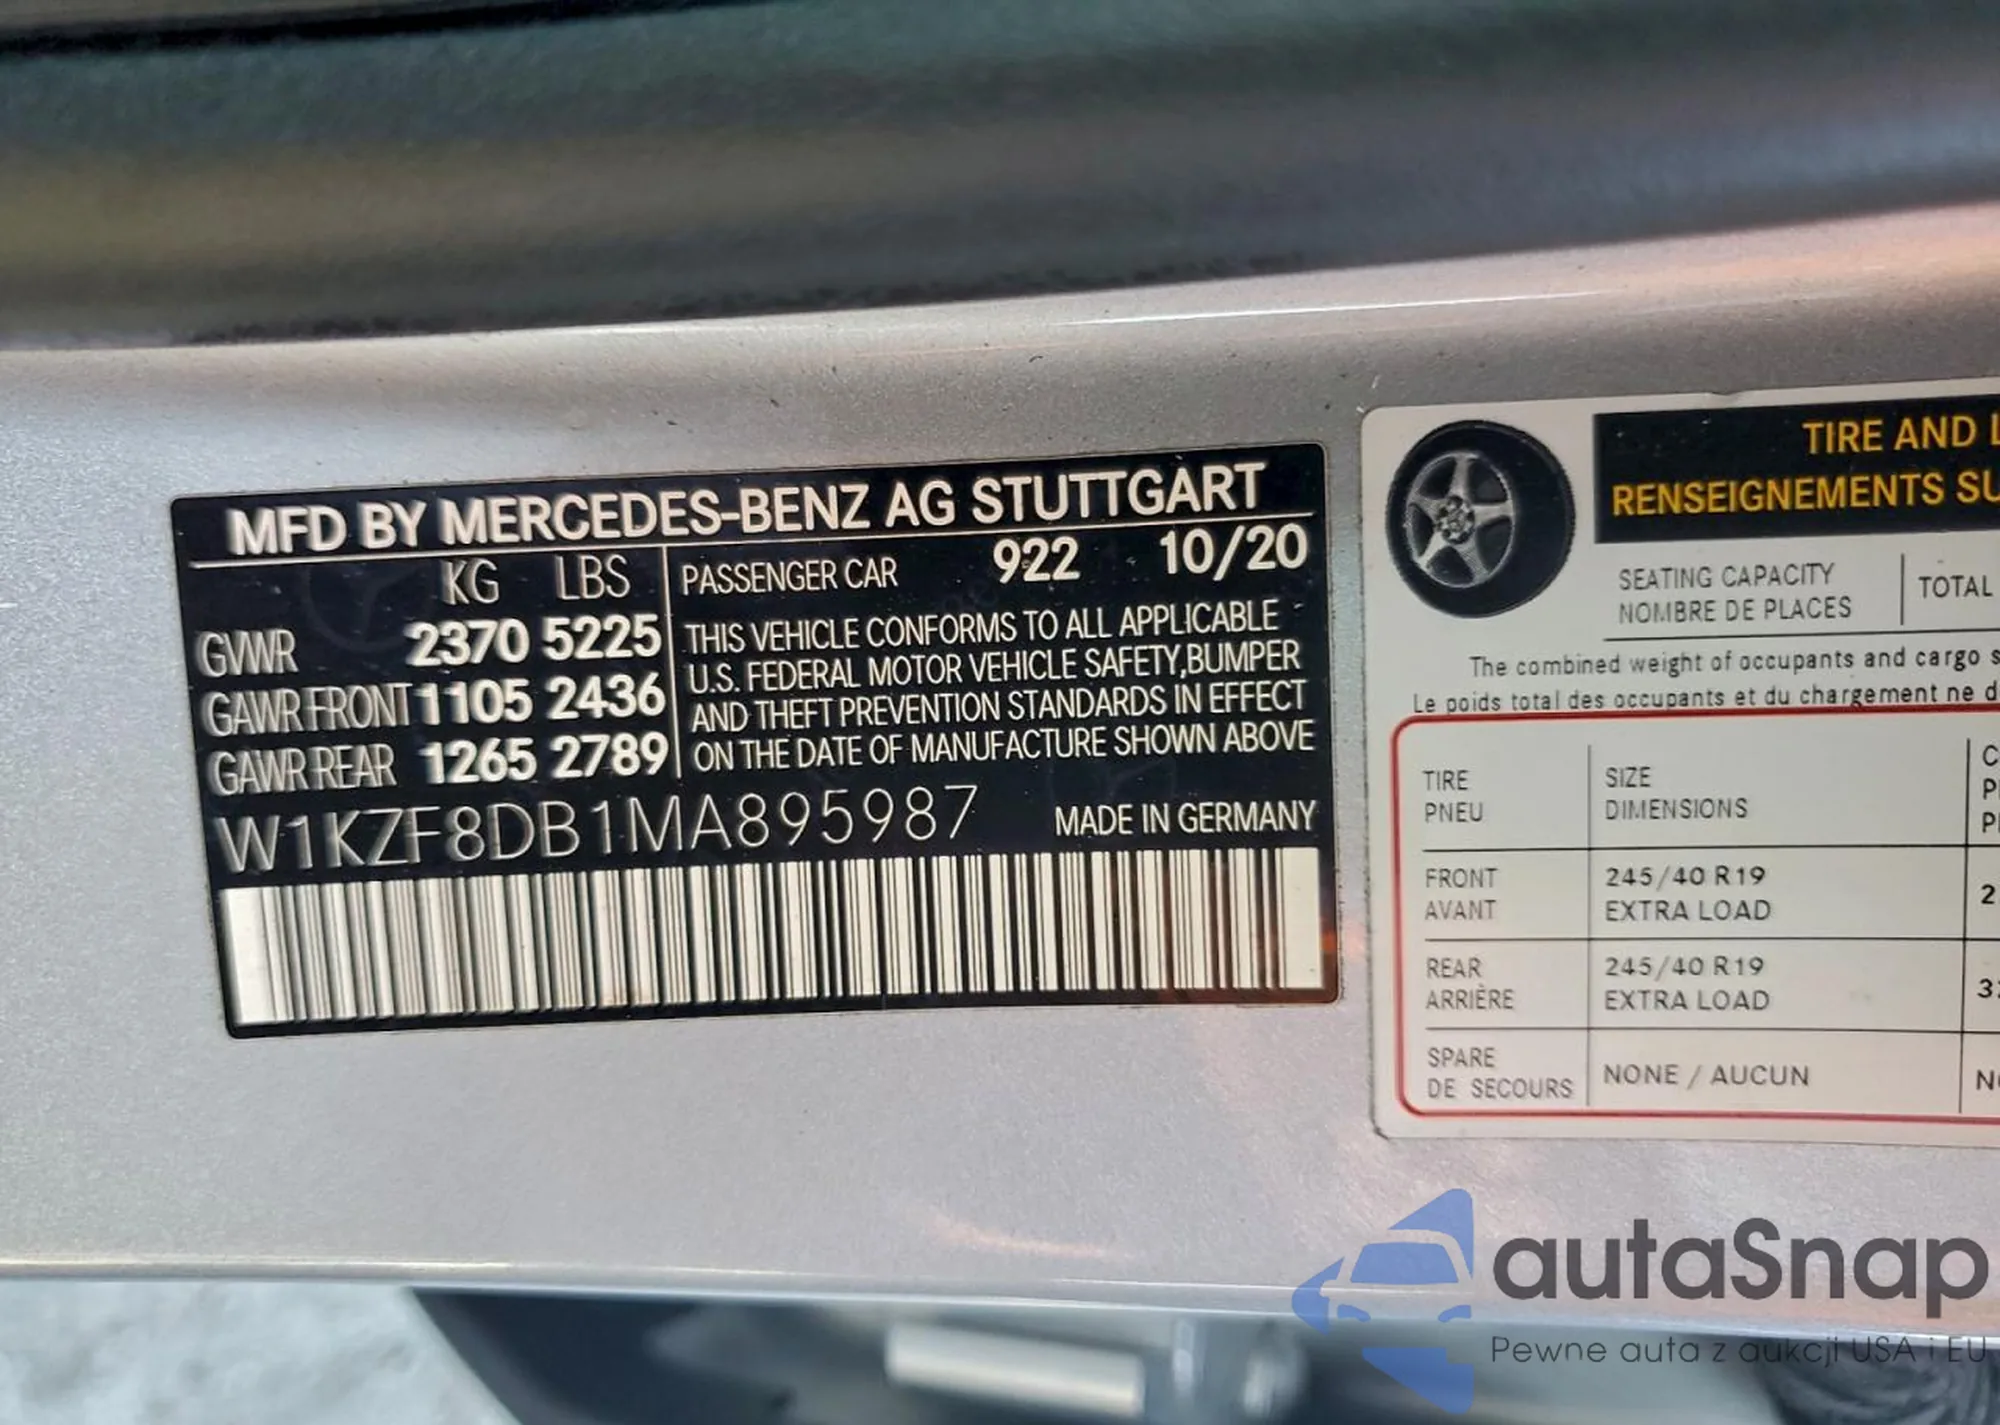 MFD BY MERCEDES-BENZ AG STUTTGART
KG LBS
PASSENGER CAR 922 10/20
GVWR 2370 5225
GAWR FRONT 1105 2436
GAWR REAR 1265 2789
THIS VEHICLE CONFORMS TO ALL APPLICABLE
U.S. FEDERAL MOTOR VEHICLE SAFETY,BUMPER
AND THEFT PREVENTION STANDARDS IN EFFECT
ON THE DATE OF MANUFACTURE SHOWN ABOVE
W1KZF8DB1MA895987
MADE IN GERMANY
TIRE AND
RENSEIGNEMENTS
SEATING CAPACITY
NOMBRE DE PLACES
TOTAL
The combined weight of occupants and cargo
Le poids total des occupants et du chargement ne
TIRE
PNEU
SIZE
DIMENSIONS
FRONT
AVANT
245/40 R19
EXTRA LOAD
REAR
ARRIÈRE
245/40 R19
EXTRA LOAD
SPARE
DE SECOURS
NONE / AUCUN
autaSnap
Pewne auta z aukcji USA i EU